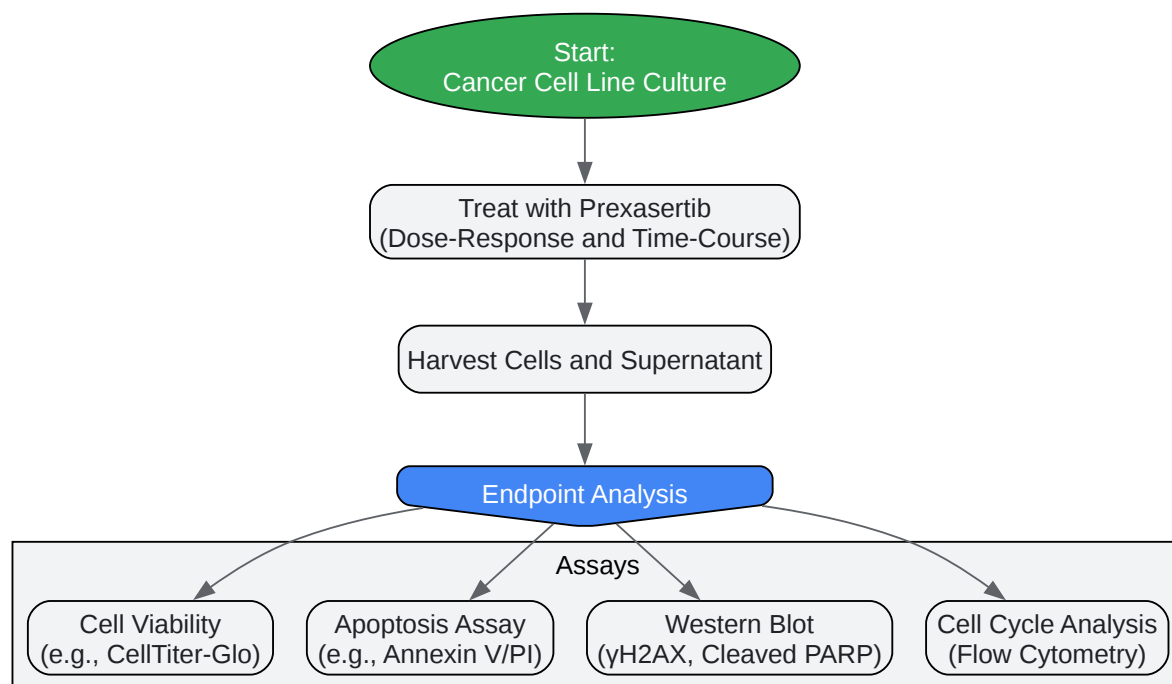 Start:
Cancer Cell Line Culture
Treat with Prexasertib
(Dose-Response and Time-Course)
Harvest Cells and Supernatant
Endpoint Analysis
Assays
Cell Viability
(e.g., CellTiter-Glo)
Apoptosis Assay
(e.g., Annexin V/PI)
Western Blot
(γH2AX, Cleaved PARP)
Cell Cycle Analysis
(Flow Cytometry)